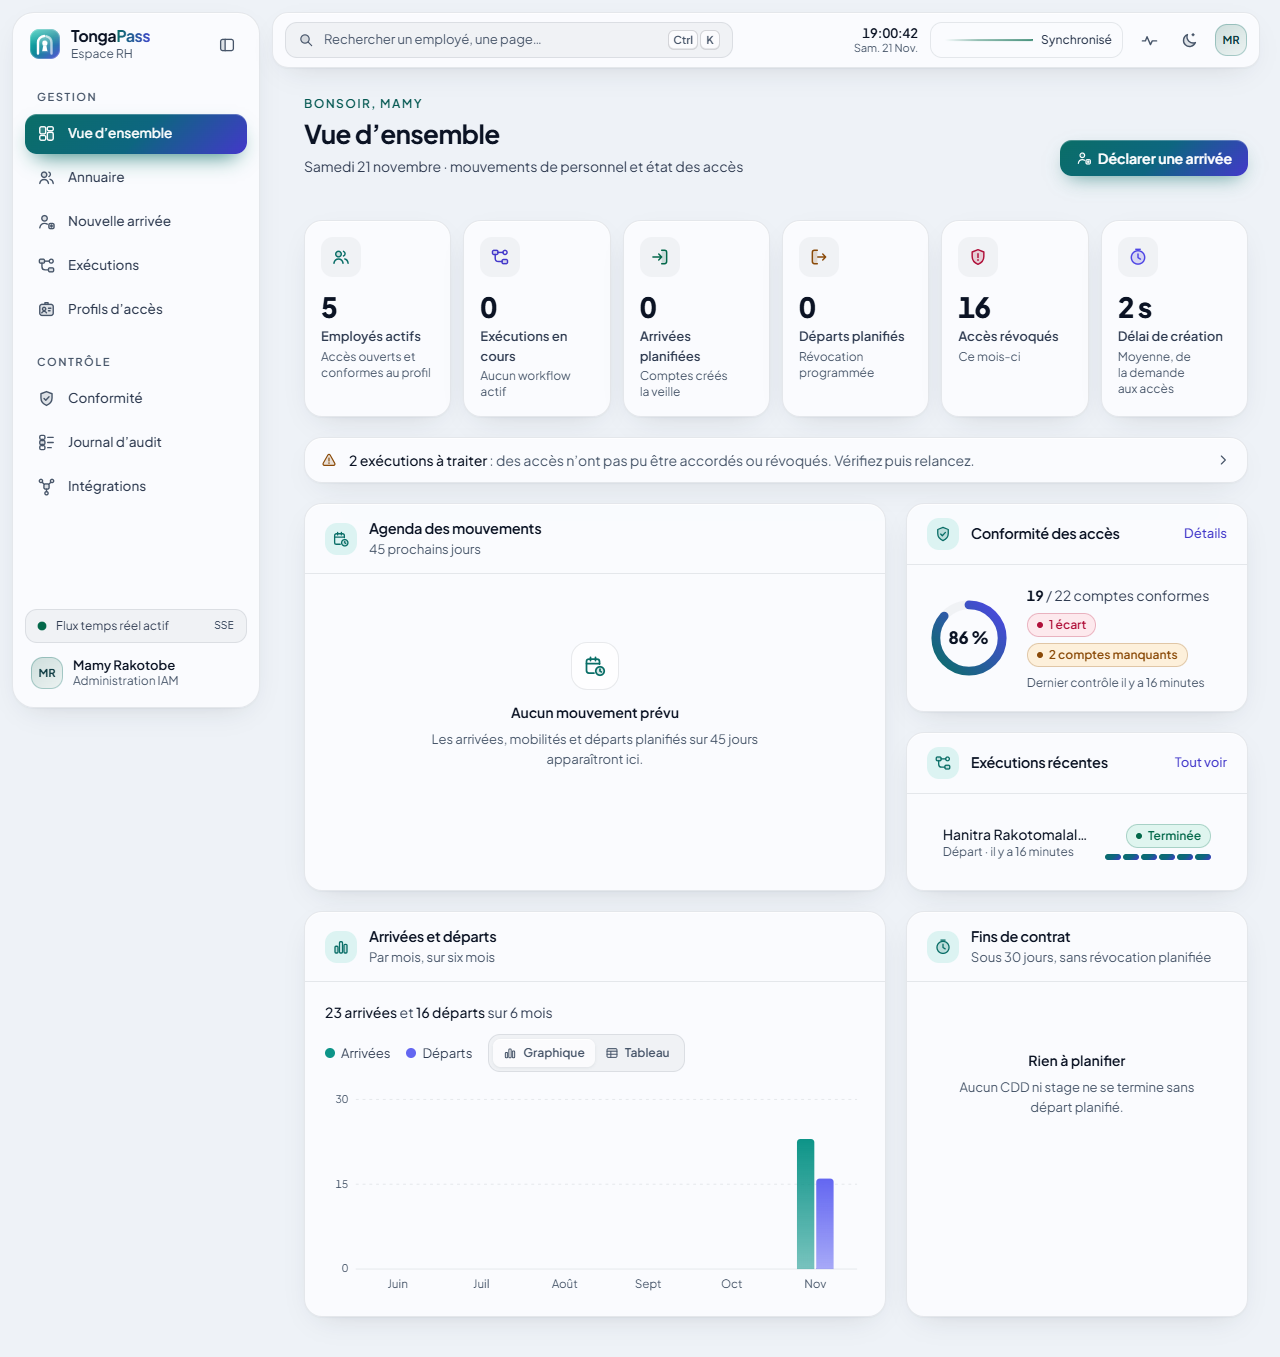 TongaPass
Espace RH
Rechercher un employé, une page…
Ctrl K
19:00:42
Sam. 21 Nov.
Synchronisé
MR
GESTION
Vue d’ensemble
Annuaire
Nouvelle arrivée
Exécutions
Profils d’accès
CONTRÔLE
Conformité
Journal d’audit
Intégrations
Flux temps réel actif SSE
MR
Mamy Rakotobe
Administration IAM
BONSOIR, MAMY
Vue d’ensemble
Samedi 21 novembre · mouvements de personnel et état des accès
Déclarer une arrivée
5
Employés actifs
Accès ouverts et
conformes au profil
0
Exécutions en
cours
Aucun workflow
actif
0
Arrivées
planifiées
Comptes créés
la veille
0
Départs planifiés
Révocation
programmée
16
Accès révoqués
Ce mois-ci
2 s
Délai de création
Moyenne, de
la demande
aux accès
2 exécutions à traiter : des accès n’ont pas pu être accordés ou révoqués. Vérifiez puis relancez.
Agenda des mouvements
45 prochains jours
Aucun mouvement prévu
Les arrivées, mobilités et départs planifiés sur 45 jours
apparaîtront ici.
Conformité des accès
Détails
86 %
19 / 22 comptes conformes
1 écart
2 comptes manquants
Dernier contrôle il y a 16 minutes
Exécutions récentes
Tout voir
Hanitra Rakotomalal…
Départ · il y a 16 minutes
Terminée
Arrivées et départs
Par mois, sur six mois
23 arrivées et 16 départs sur 6 mois
Arrivées
Départs
Graphique
Tableau
30
15
0
Juin Juil Août Sept Oct Nov
Fins de contrat
Sous 30 jours, sans révocation planifiée
Rien à planifier
Aucun CDD ni stage ne se termine sans
départ planifié.